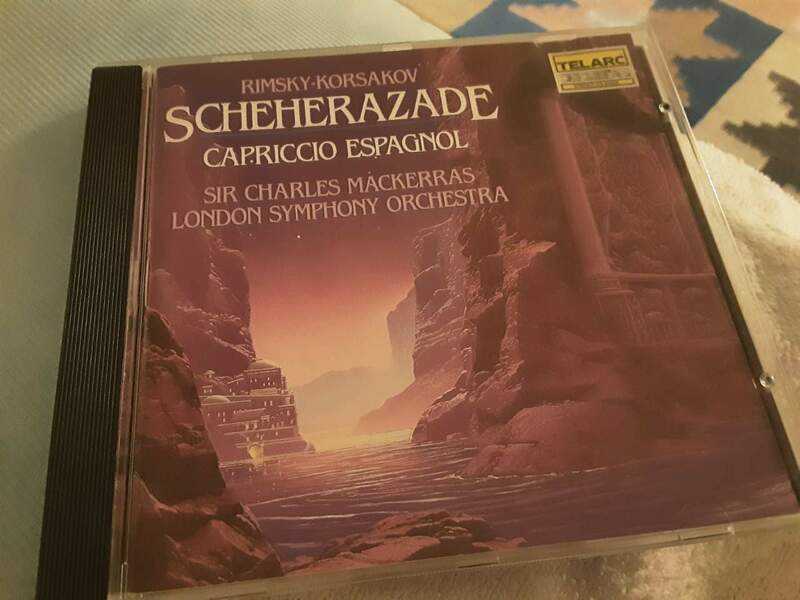 RIMSKY-KORSAKOV
SCHEHERAZADE
CAPRICCIO ESPAGNOL
SIR CHARLES MACKERRAS
LONDON SYMPHONY ORCHESTRA
TELARC